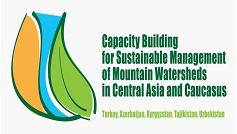 Capacity Building
for Sustainable Management
of Mountain Watersheds
in Central Asia and Caucasus
Turkey, Azerbaijan, Kyrgyzstan, Tajikistan, Uzbekistan